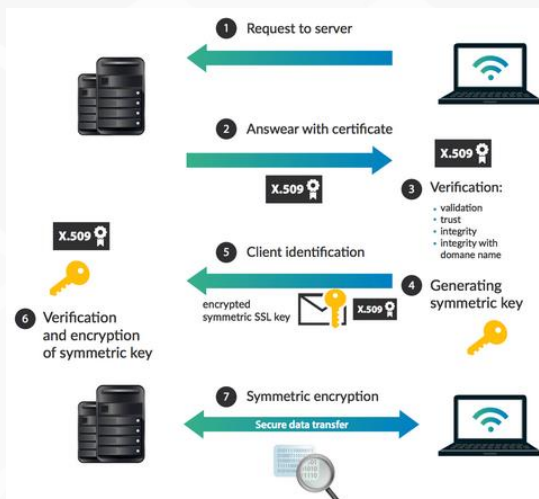 1 Request to server
2 Answear with certificate
X.509
X.509
3 Verification:
• validation
• trust
• integrity
• integrity with
domane name
X.509
5 Client identification
encrypted
symmetric SSL key
X.509
4 Generating
symmetric key
6 Verification
and encryption
of symmetric key
7 Symmetric encryption
Secure data transfer